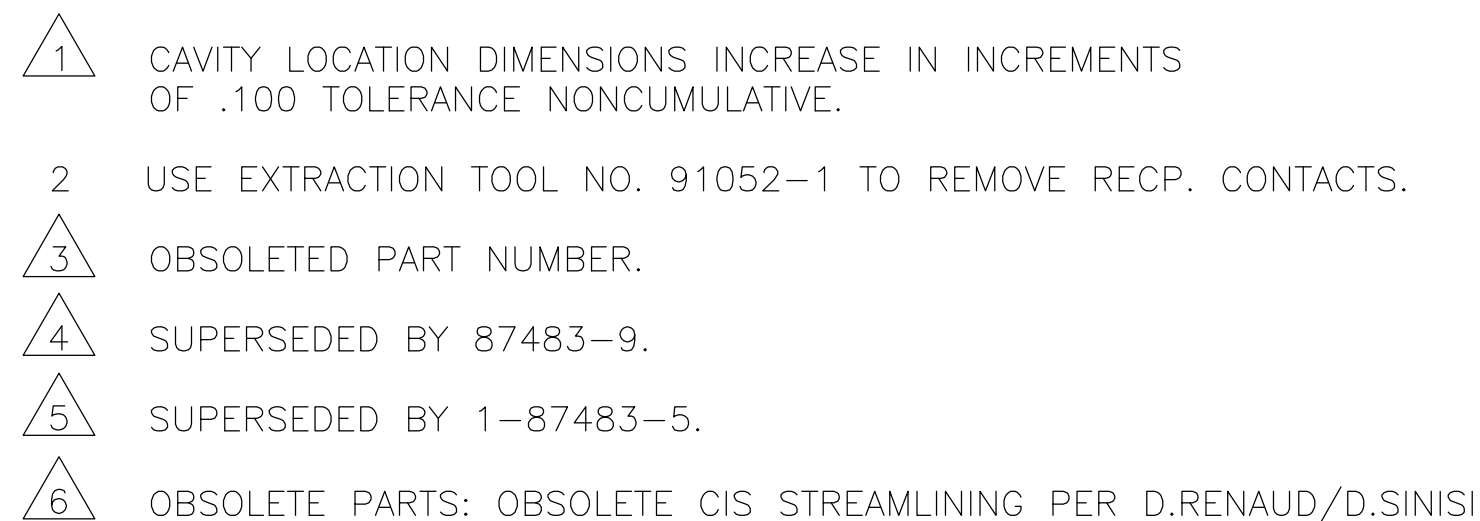 1 CAVITY LOCATION DIMENSIONS INCREASE IN INCREMENTS
OF .100 TOLERANCE NONCUMULATIVE.
2 USE EXTRACTION TOOL NO. 91052-1 TO REMOVE RECP. CONTACTS.
3 OBSOLETED PART NUMBER.
4 SUPERSEDED BY 87483-9.
5 SUPERSEDED BY 1-87483-5.
6 OBSOLETE PARTS: OBSOLETE CIS STREAMLINING PER D.RENAUD/D.SINISI